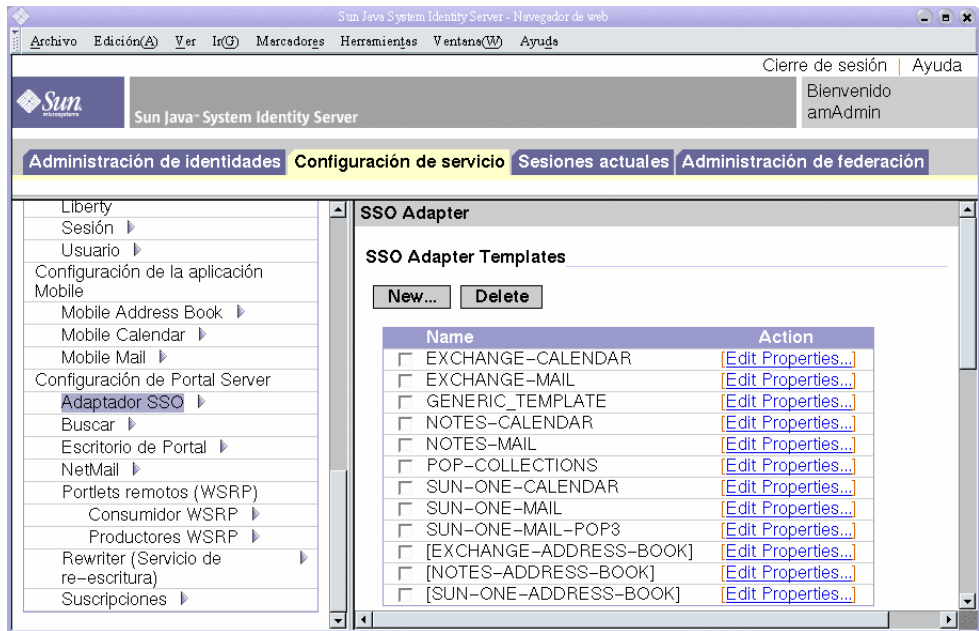 Sun Java System Identity Server - Navegador de web
Archivo Edición(A) Ver Ir(G) Marcadores Herramientas Ventana(W) Ayuda
Cierre de sesión | Ayuda
Sun
microsystems
Sun Java™ System Identity Server
Bienvenido
amAdmin
Administración de identidades Configuración de servicio Sesiones actuales Administración de federación
Liberty
Sesión
Usuario
Configuración de la aplicación
Mobile
Mobile Address Book
Mobile Calendar
Mobile Mail
Configuración de Portal Server
Adaptador SSO
Buscar
Escritorio de Portal
NetMail
Portlets remotos (WSRP)
Consumidor WSRP
Productores WSRP
Rewriter (Servicio de
re-escritura)
Suscripciones
SSO Adapter
SSO Adapter Templates
New... Delete
Name Action
EXCHANGE-CALENDAR [Edit Properties...]
EXCHANGE-MAIL [Edit Properties...]
GENERIC_TEMPLATE [Edit Properties...]
NOTES-CALENDAR [Edit Properties...]
NOTES-MAIL [Edit Properties...]
POP-COLLECTIONS [Edit Properties...]
SUN-ONE-CALENDAR [Edit Properties...]
SUN-ONE-MAIL [Edit Properties...]
SUN-ONE-MAIL-POP3 [Edit Properties...]
[EXCHANGE-ADDRESS-BOOK] [Edit Properties...]
[NOTES-ADDRESS-BOOK] [Edit Properties...]
[SUN-ONE-ADDRESS-BOOK] [Edit Properties...]